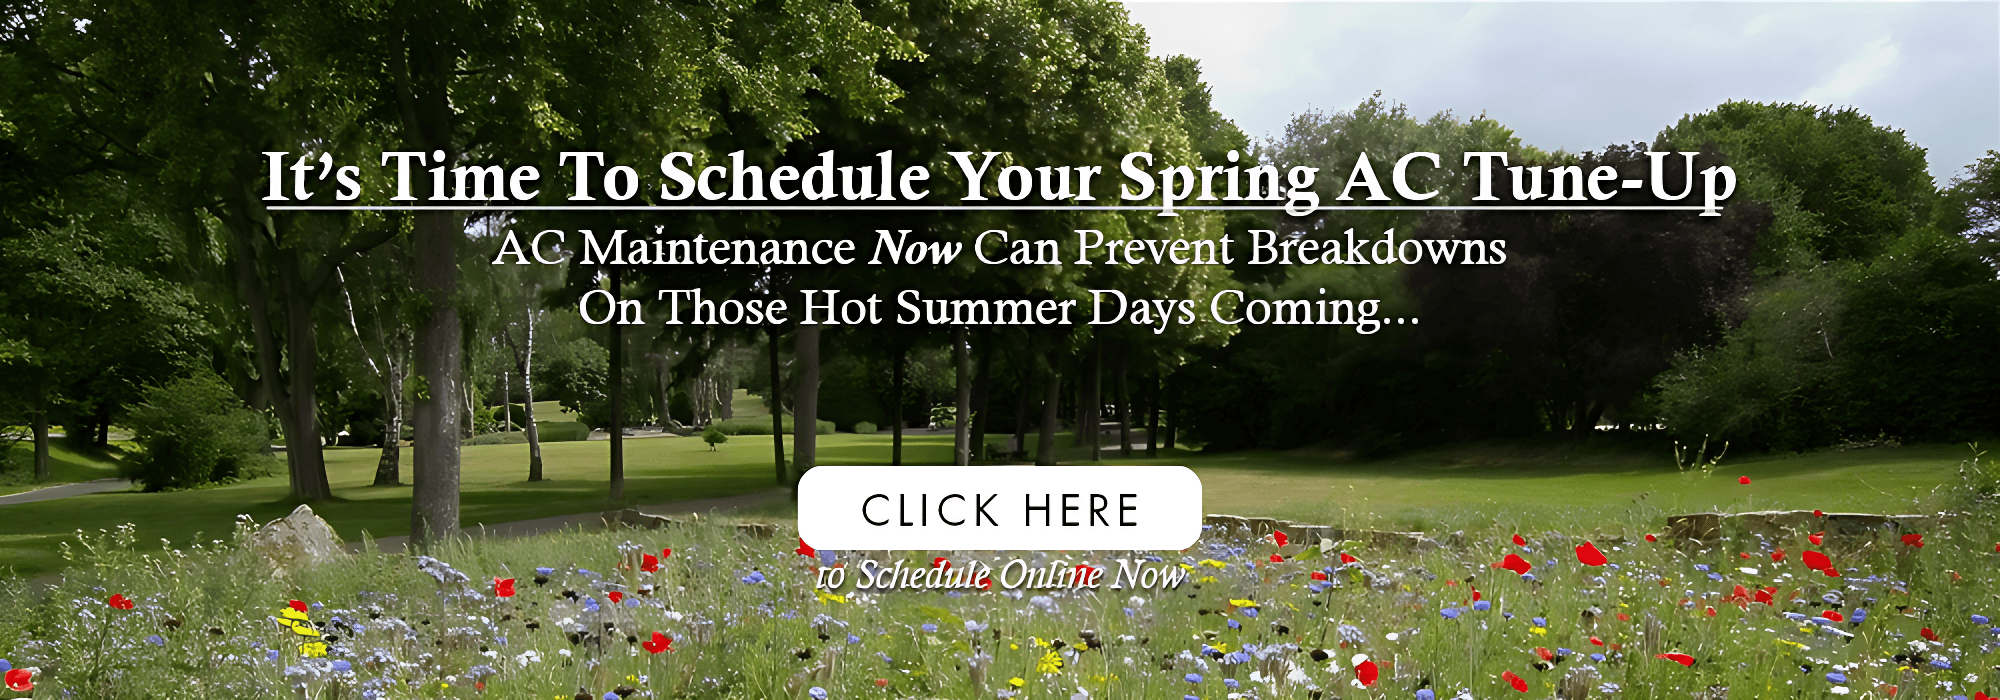 It's Time To Schedule Your Spring AC Tune-Up
AC Maintenance Now Can Prevent Breakdowns
On Those Hot Summer Days Coming...
CLICK HERE
to Schedule Online Now